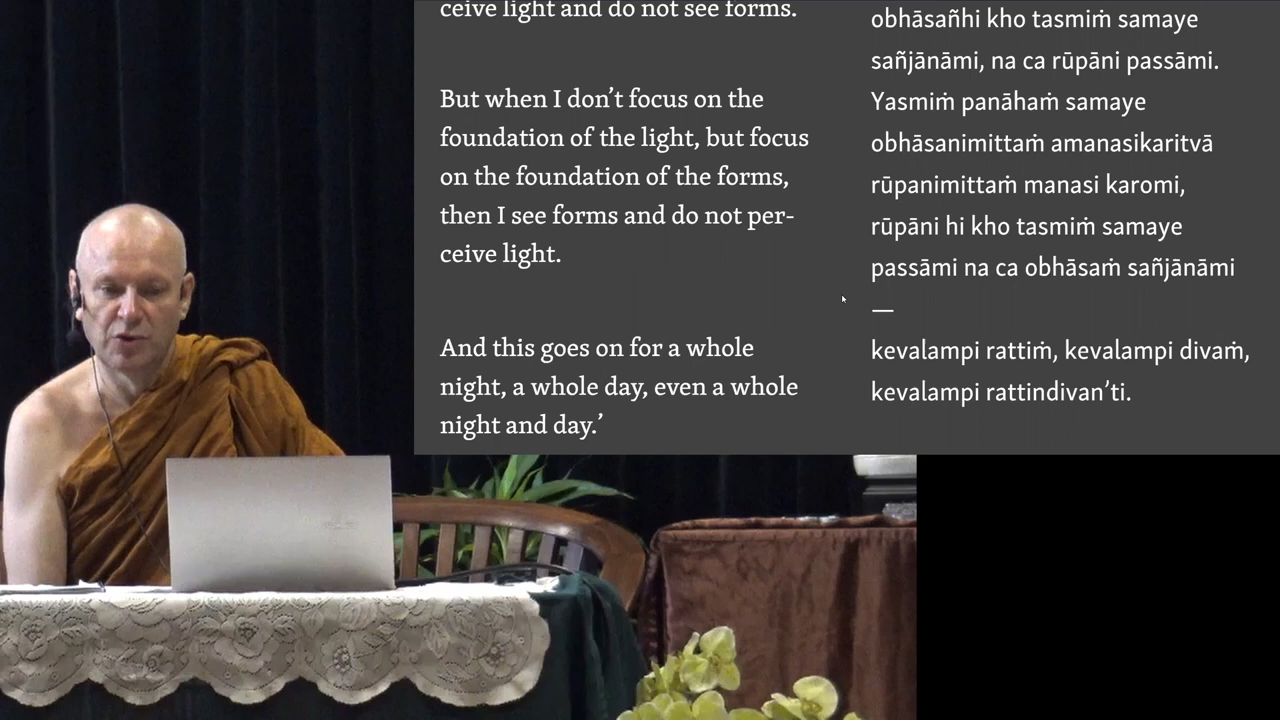 ceive light and do not see forms.
But when I don’t focus on the
foundation of the light, but focus
on the foundation of the forms,
then I see forms and do not per-
ceive light.
And this goes on for a whole
night, a whole day, even a whole
night and day.’
obhāsañhi kho tasmiṁ samaye
sañjānāmi, na ca rūpāni passāmi.
Yasmiṁ panāhaṁ samaye
obhāsanimittaṁ amanasikaritvā
rūpanimittaṁ manasi karomi,
rūpāni hi kho tasmiṁ samaye
passāmi na ca obhāsaṁ sañjānāmi
—
kevalampi rattiṁ, kevalampi divaṁ,
kevalampi rattindivan’ti.